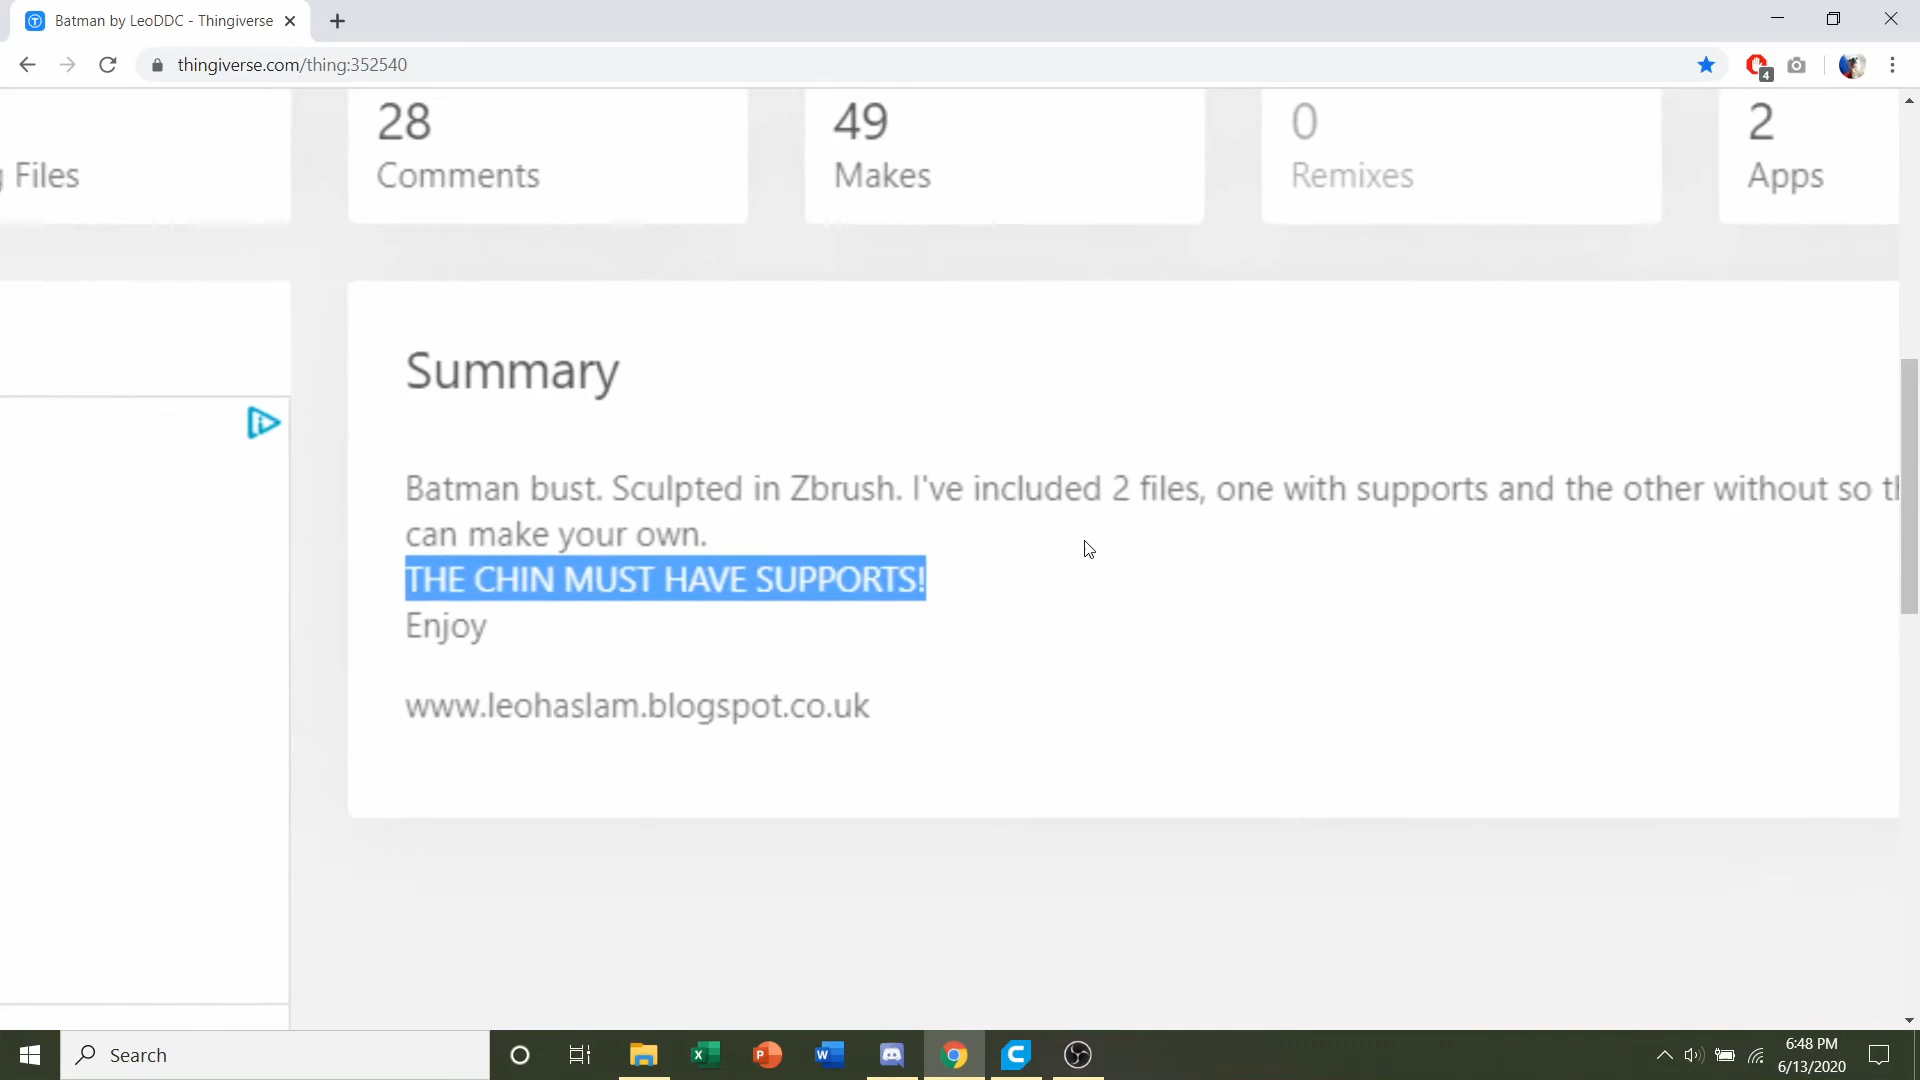 Batman by LeoDDC - Thingiverse
thingiverse.com/thing:352540
4
Files
28
Comments
49
Makes
0
Remixes
2
Apps
Summary
Batman bust. Sculpted in Zbrush. I've included 2 files, one with supports and the other without so
can make your own.
THE CHIN MUST HAVE SUPPORTS!
Enjoy
www.leohaslam.blogspot.co.uk
Search
6:48 PM
6/13/2020